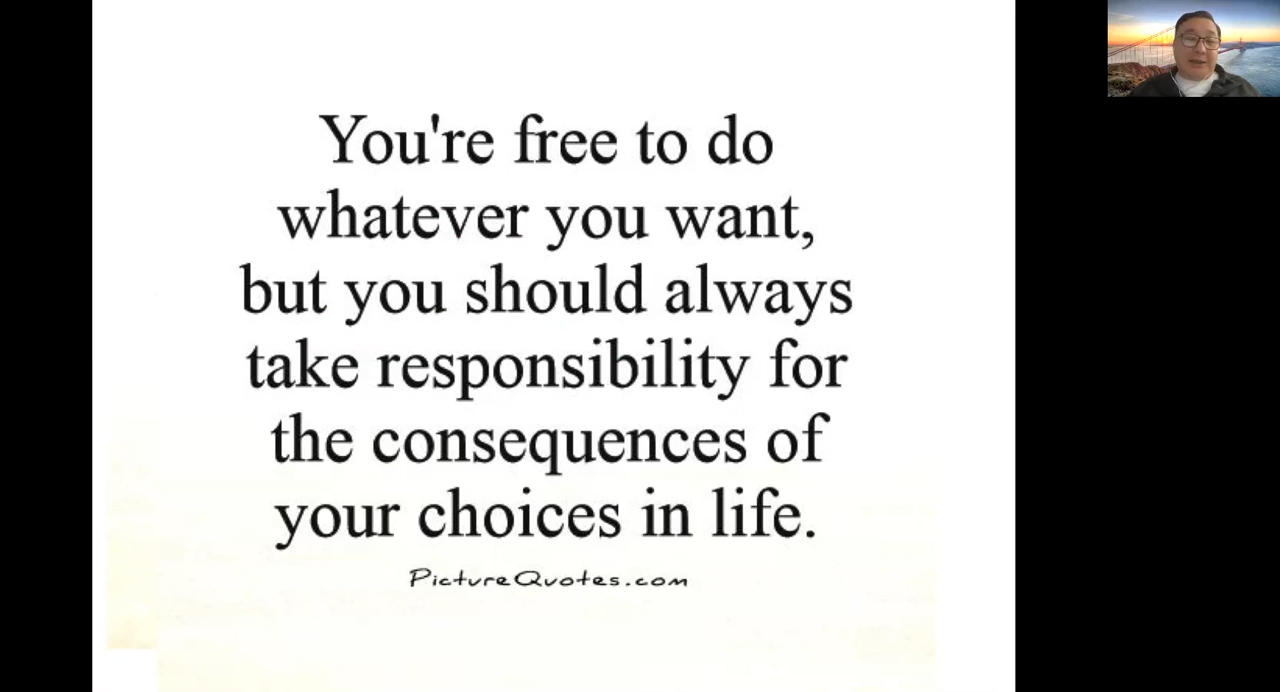 You're free to do
whatever you want,
but you should always
take responsibility for
the consequences of
your choices in life.
PictureQuotes.com